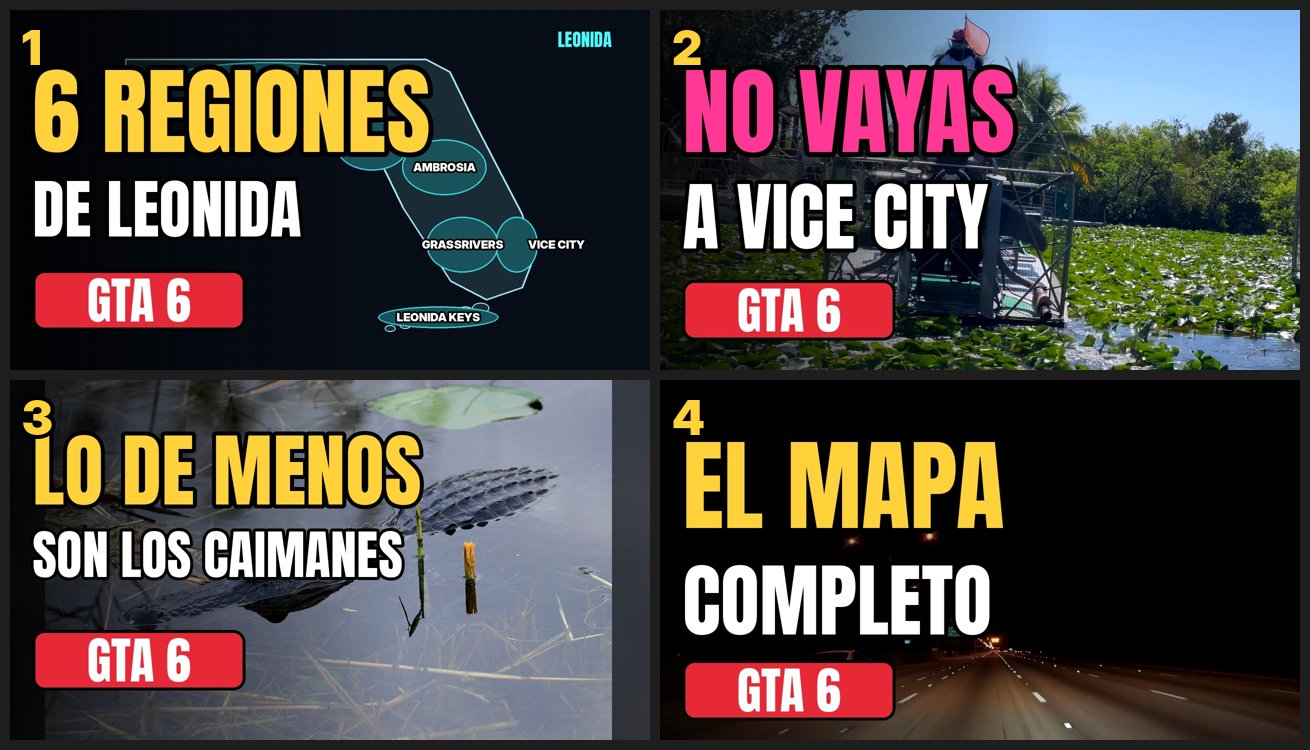 1
LEONIDA
6 REGIONES
DE LEONIDA
AMBROSIA
GRASSRIVERS
VICE CITY
LEONIDA KEYS
GTA 6
2
NO VAYAS
A VICE CITY
GTA 6
3
LO DE MENOS
SON LOS CAIMANES
GTA 6
4
EL MAPA
COMPLETO
GTA 6